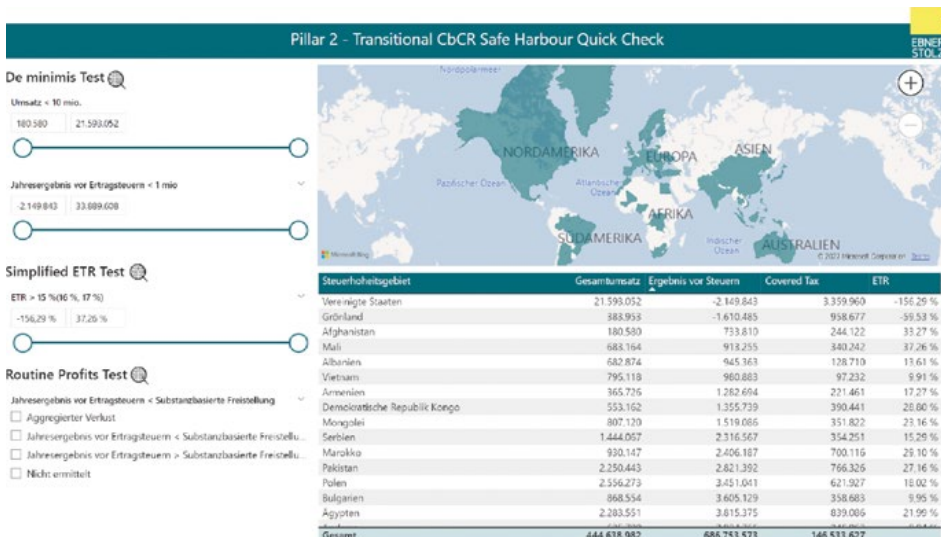 Pillar 2 - Transitional CbCR Safe Harbour Quick Check
EBNER
STOLZ
De minimis Test
Umsatz < 10 mio.
180.580 21.593.052
Jahresergebnis vor Ertragsteuern < 1 mio
-2.149.843 33.889.608
Simplified ETR Test
ETR > 15 %(16 %, 17 %)
-156,29 % 37,26 %
Routine Profits Test
Jahresergebnis vor Ertragsteuern < Substanzbasierte Freistellung
Aggregierter Verlust
Jahresergebnis vor Ertragsteuern < Substanzbasierte Freistellu...
Jahresergebnis vor Ertragsteuern > Substanzbasierte Freistellu...
Nicht ermittelt
Nordpolarmeer
NORDAMERIKA
EUROPA
ASIEN
Pazifischer Ozean
Atlantischer
Ozean
AFRIKA
SÜDAMERIKA
Indischer
Ozean
AUSTRALIEN
Microsoft Bing
© 2023 Microsoft Corporation Terms
Steuerhoheitsgebiet Gesamtumsatz Ergebnis vor Steuern Covered Tax ETR
Vereinigte Staaten 21.593.052 -2.149.843 3.359.960 -156,29 %
Grönland 383.953 -1.610.485 958.677 -59,53 %
Afghanistan 180.580 733.810 244.122 33,27 %
Mali 683.164 913.255 340.242 37,26 %
Albanien 682.874 945.363 128.710 13,61 %
Vietnam 795.118 980.883 97.232 9,91 %
Armenien 365.726 1.282.694 221.461 17,27 %
Demokratische Republik Kongo 553.162 1.355.739 390.441 28,80 %
Mongolei 807.120 1.519.086 351.822 23,16 %
Serbien 1.444.067 2.316.567 354.251 15,29 %
Marokko 930.147 2.406.187 700.116 29,10 %
Pakistan 2.250.443 2.821.392 766.326 27,16 %
Polen 2.556.273 3.451.041 621.927 18,02 %
Bulgarien 868.554 3.605.129 358.683 9,95 %
Ägypten 2.283.551 3.815.375 839.086 21,99 %
Gesamt 444.638.982 686.753.573 146.533.627